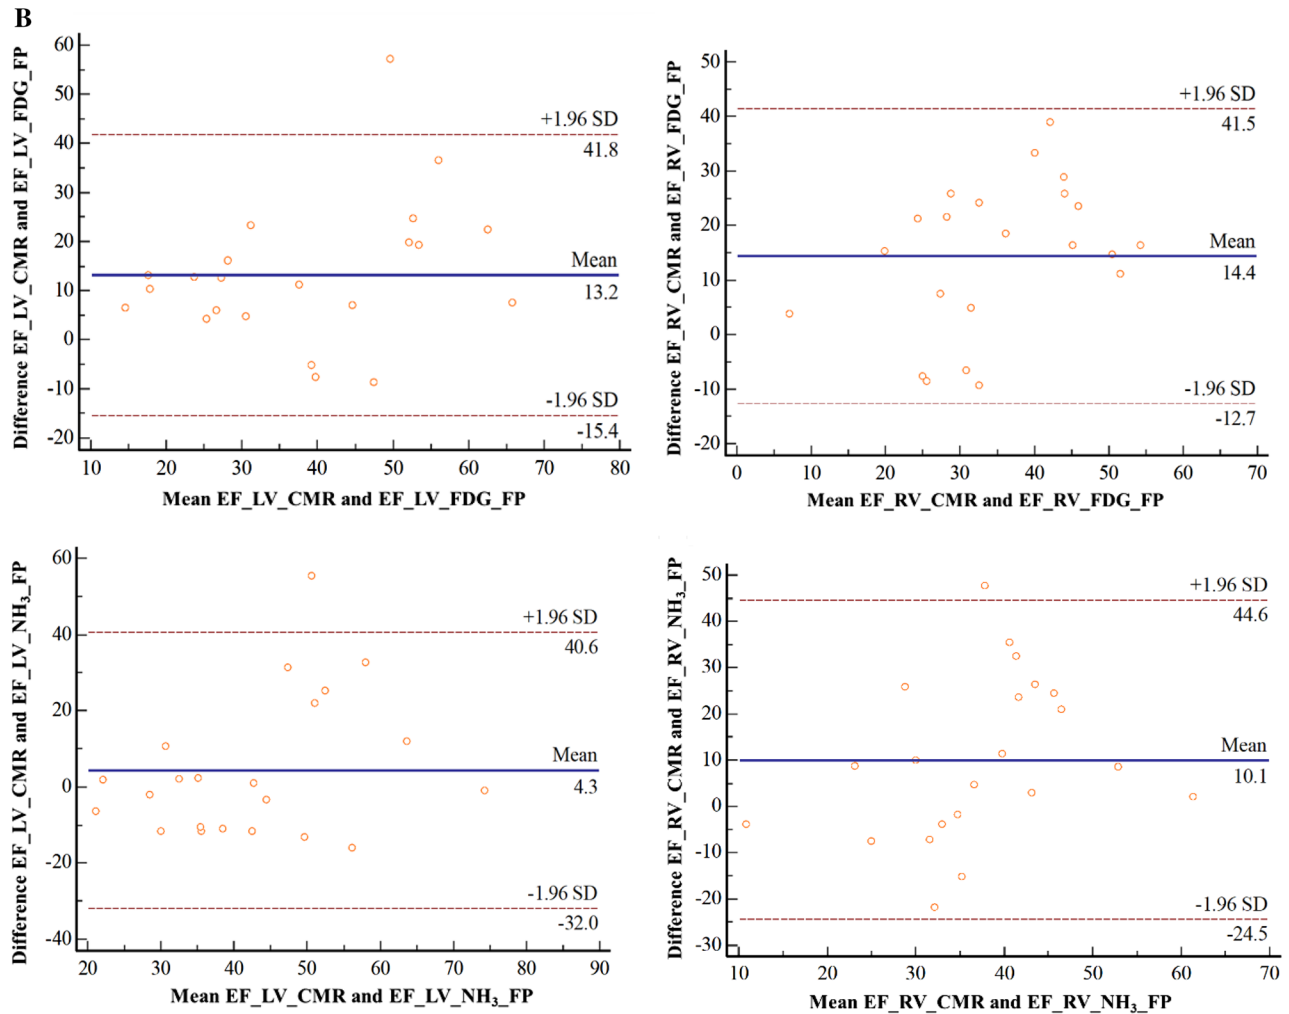 B
Difference EF_LV_CMR and EF_LV_FDG_FP
60
50
40
30
20
10
0
-10
-20
+1.96 SD
41.8
Mean
13.2
-1.96 SD
-15.4
10 20 30 40 50 60 70 80
Mean EF_LV_CMR and EF_LV_FDG_FP
Difference EF_RV_CMR and EF_RV_FDG_FP
50
40
30
20
10
0
-10
-20
+1.96 SD
41.5
Mean
14.4
-1.96 SD
-12.7
0 10 20 30 40 50 60 70
Mean EF_RV_CMR and EF_RV_FDG_FP
Difference EF_LV_CMR and EF_LV_NH₃_FP
60
40
20
0
-20
-40
+1.96 SD
40.6
Mean
4.3
-1.96 SD
-32.0
20 30 40 50 60 70 80 90
Mean EF_LV_CMR and EF_LV_NH₃_FP
Difference EF_RV_CMR and EF_RV_NH₃_FP
50
40
30
20
10
0
-10
-20
-30
+1.96 SD
44.6
Mean
10.1
-1.96 SD
-24.5
10 20 30 40 50 60 70
Mean EF_RV_CMR and EF_RV_NH₃_FP